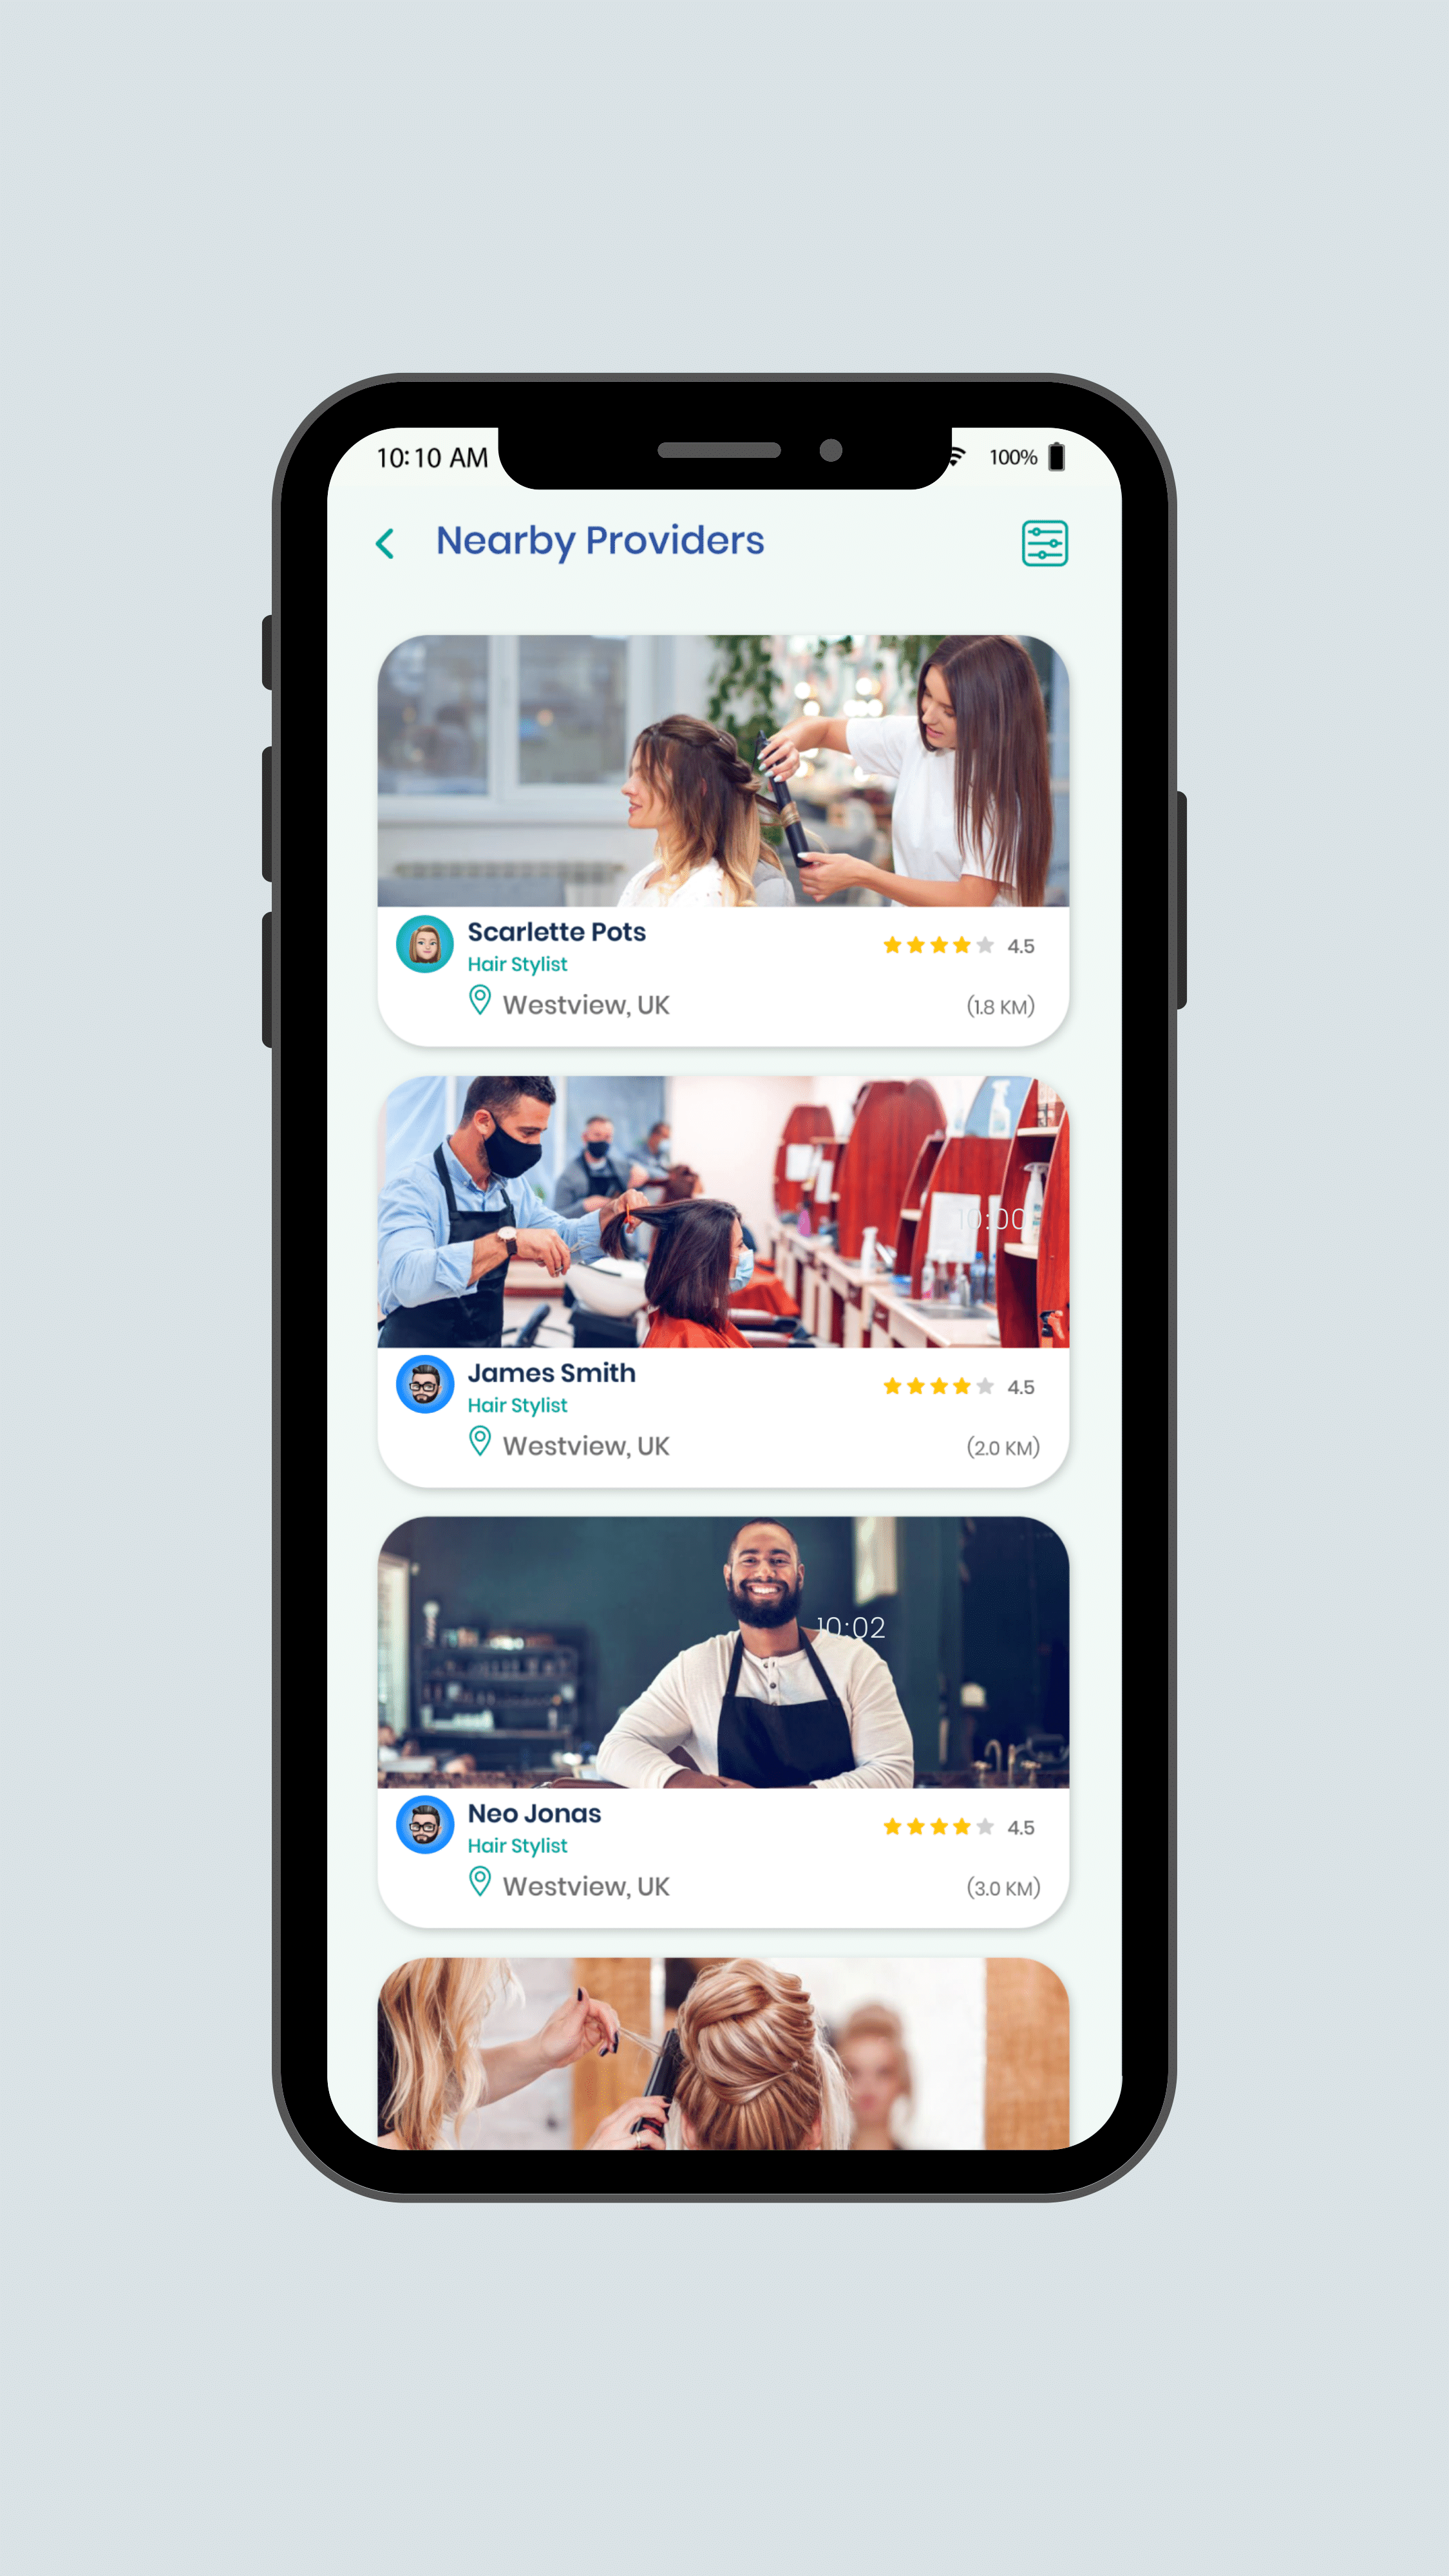 10:10 AM
100%
Nearby Providers
Scarlette Pots
4.5
Hair Stylist
Westview, UK
(1.8 KM)
10:00
James Smith
4.5
Hair Stylist
Westview, UK
(2.0 KM)
10:02
Neo Jonas
4.5
Hair Stylist
Westview, UK
(3.0 KM)